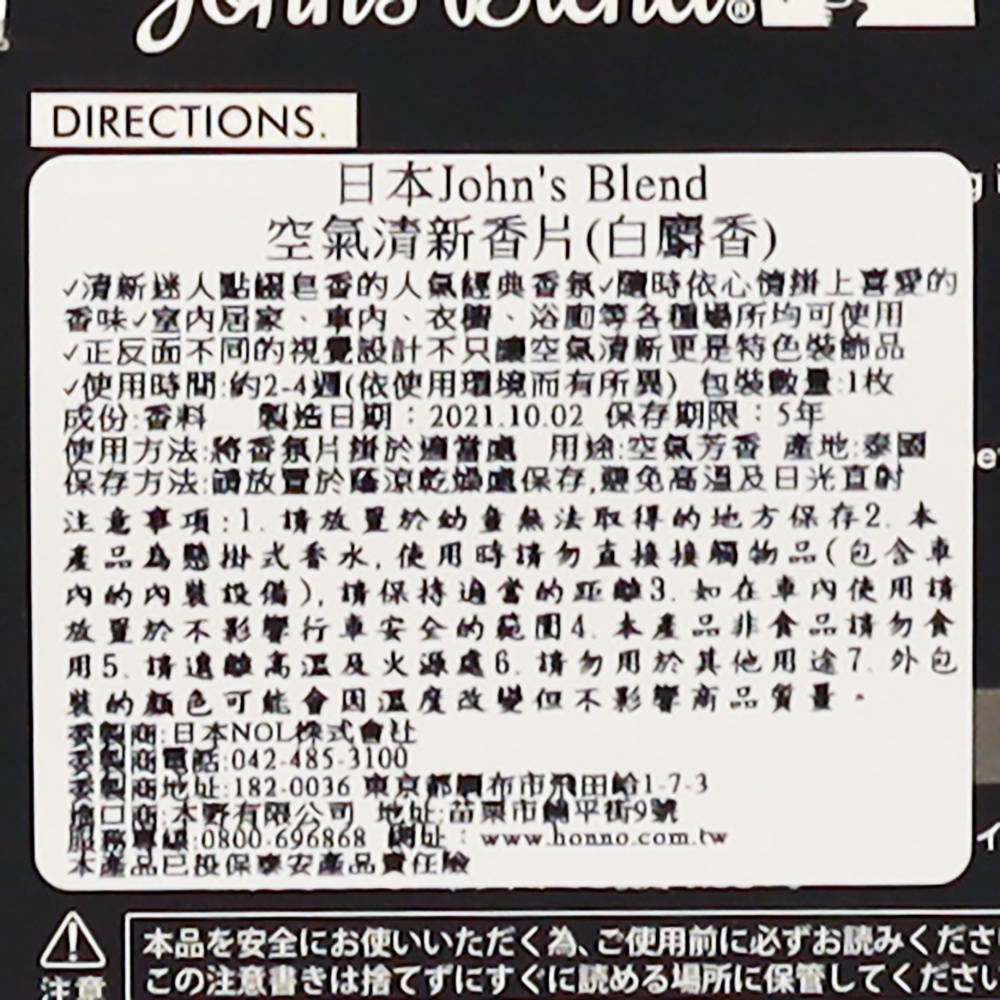 John's Blend®
DIRECTIONS.
日本John's Blend
空氣清新香片(白麝香)
✓清新迷人點綴皂香的人氣經典香氛✓隨時依心情掛上喜愛的
香味✓室內居家、車內、衣櫃、浴廁等各種場所均可使用
✓正反面不同的視覺設計不只讓空氣清新更是特色裝飾品
✓使用時間:約2-4週(依使用環境而有所異) 包裝數量:1枚
成份:香料 製造日期:2021.10.02 保存期限:5年
使用方法:將香氛片掛於適當處 用途:空氣芳香 產地:泰國
保存方法:請放置於蔭涼乾燥處保存,避免高溫及日光直射
注意事項:1. 請放置於幼童無法取得的地方保存2. 本
產品為懸掛式香水,使用時請勿直接接觸物品(包含車
內的內裝設備),請保持適當的距離3. 如在車內使用請
放置於不影響行車安全的範圍4. 本產品非食品請勿食
用5. 請遠離高溫及火源處6. 請勿用於其他用途7. 外包
裝的顏色可能會因溫度改變但不影響商品質量。
委製商:日本NOL株式會社
委製商電話:042-485-3100
委製商地址:182-0036 東京都調布市飛田給1-7-3
進口商:木野有限公司 地址:苗栗市饒平街9號
服務專線:0800-696868 網址:www.honno.com.tw
本產品已投保泰安產品責任險
注意
本品を安全にお使いいただく為、ご使用前に必ずお読みくださ
この注意書きは捨てずにすぐに読める場所に保管してください